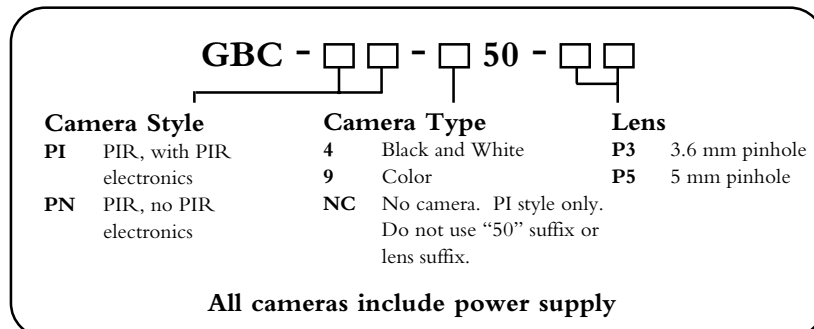 GBC - □ □ - □ 50 - □ □
Camera Style
PI PIR, with PIR
electronics
PN PIR, no PIR
electronics
Camera Type
4 Black and White
9 Color
NC No camera. PI style only.
Do not use “50” suffix or
lens suffix.
Lens
P3 3.6 mm pinhole
P5 5 mm pinhole
All cameras include power supply